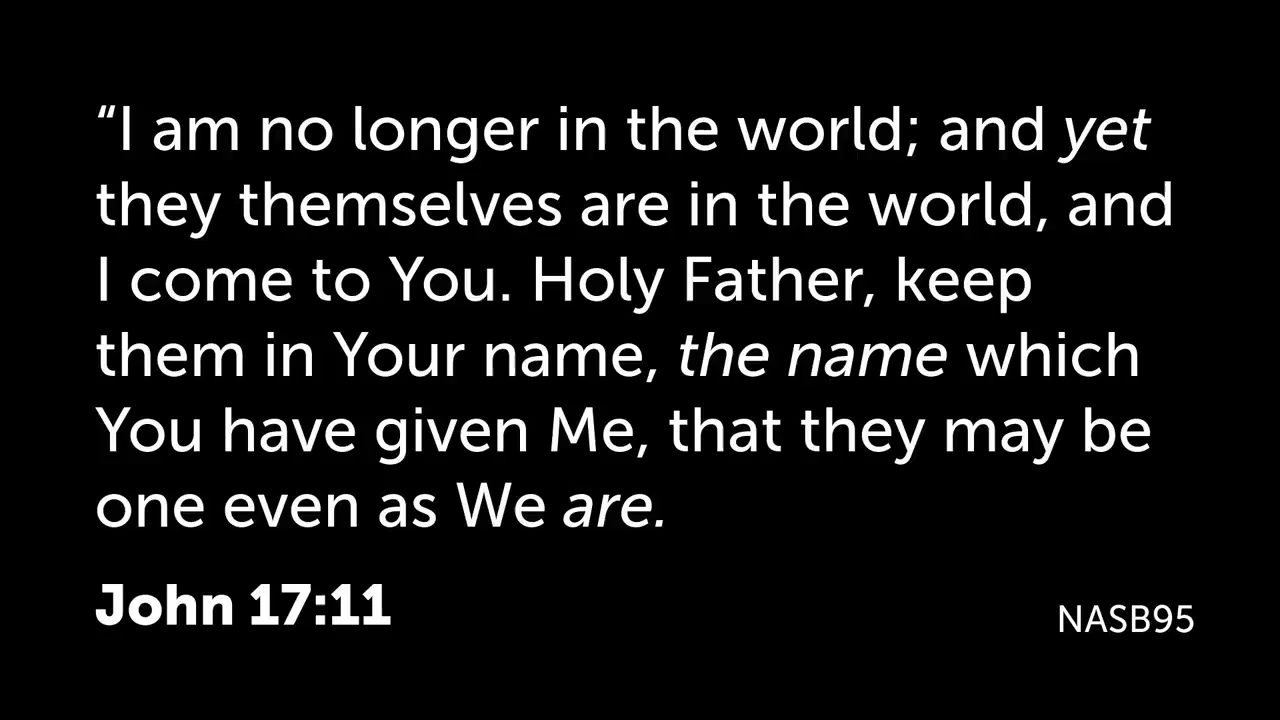 “I am no longer in the world; and yet
they themselves are in the world, and
I come to You. Holy Father, keep
them in Your name, the name which
You have given Me, that they may be
one even as We are.
John 17:11
NASB95